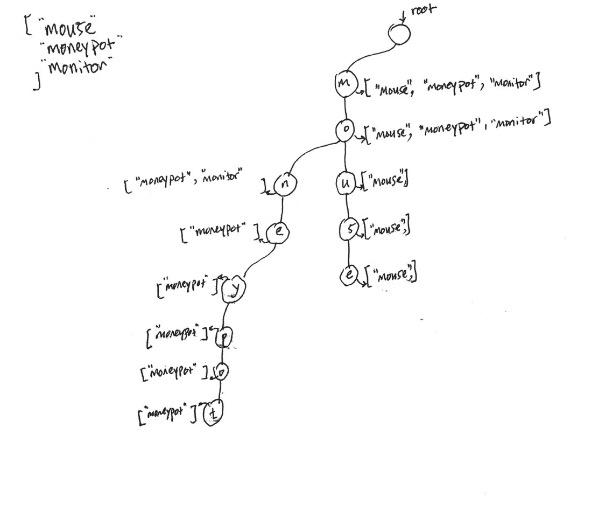 root
[ "mouse"
"moneypot"
] "monitor"
m ["mouse", "moneypot", "monitor"]
o ["mouse", "moneypot", "monitor"]
["moneypot", "monitor" ] n
u ["mouse",]
["moneypot" ] e
s ["mouse",]
e ["mouse",]
["moneypot" ] y
["moneypot" ] p
["moneypot" ] o
["moneypot" ] t